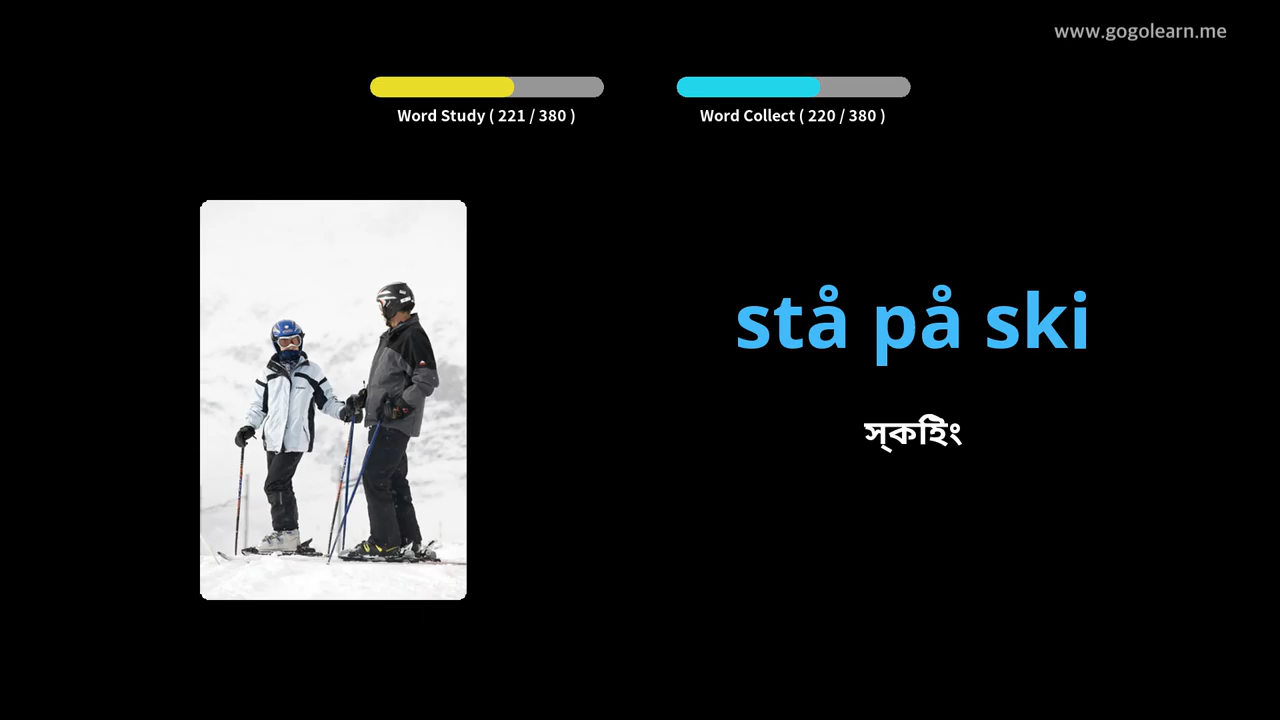 www.gogolearn.me
Word Study ( 221 / 380 )
Word Collect ( 220 / 380 )
stå på ski
স্কিইং